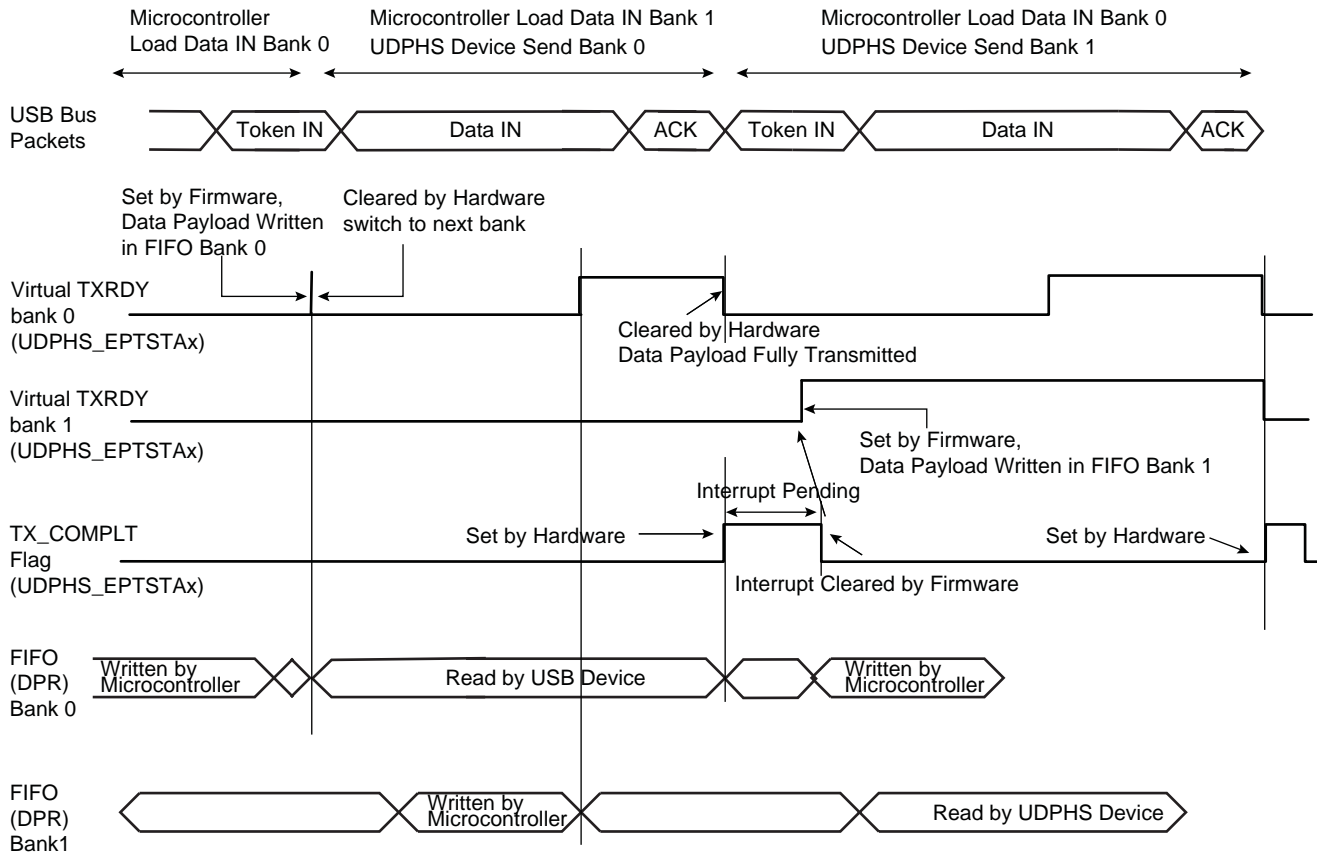 Microcontroller
Load Data IN Bank 0
Microcontroller Load Data IN Bank 1
UDPHS Device Send Bank 0
Microcontroller Load Data IN Bank 0
UDPHS Device Send Bank 1
USB Bus
Packets
Token IN
Data IN
ACK
Token IN
Data IN
ACK
Set by Firmware,
Data Payload Written
in FIFO Bank 0
Cleared by Hardware
switch to next bank
Virtual TXRDY
bank 0
(UDPHS_EPTSTAx)
Cleared by Hardware
Data Payload Fully Transmitted
Virtual TXRDY
bank 1
(UDPHS_EPTSTAx)
Set by Firmware,
Data Payload Written in FIFO Bank 1
Interrupt Pending
TX_COMPLT
Flag
(UDPHS_EPTSTAx)
Set by Hardware
Set by Hardware
Interrupt Cleared by Firmware
FIFO
(DPR)
Bank 0
Written by
Microcontroller
Read by USB Device
Written by
Microcontroller
FIFO
(DPR)
Bank1
Written by
Microcontroller
Read by UDPHS Device